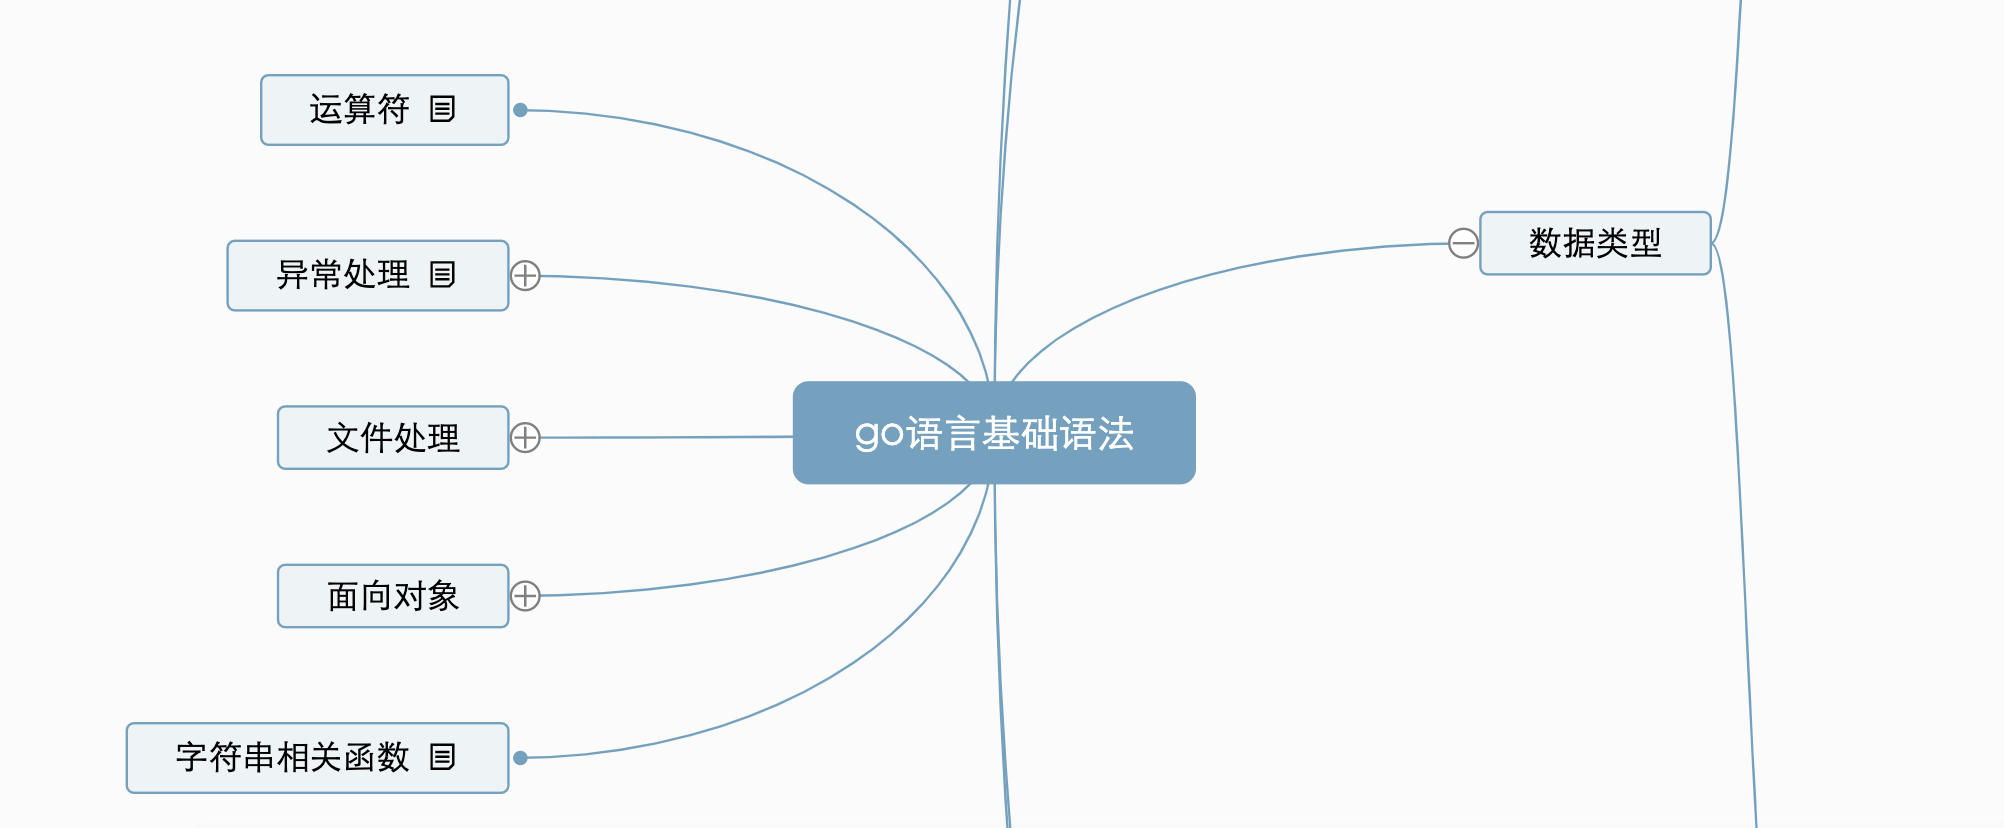 运算符
异常处理
文件处理
面向对象
字符串相关函数
go语言基础语法
数据类型